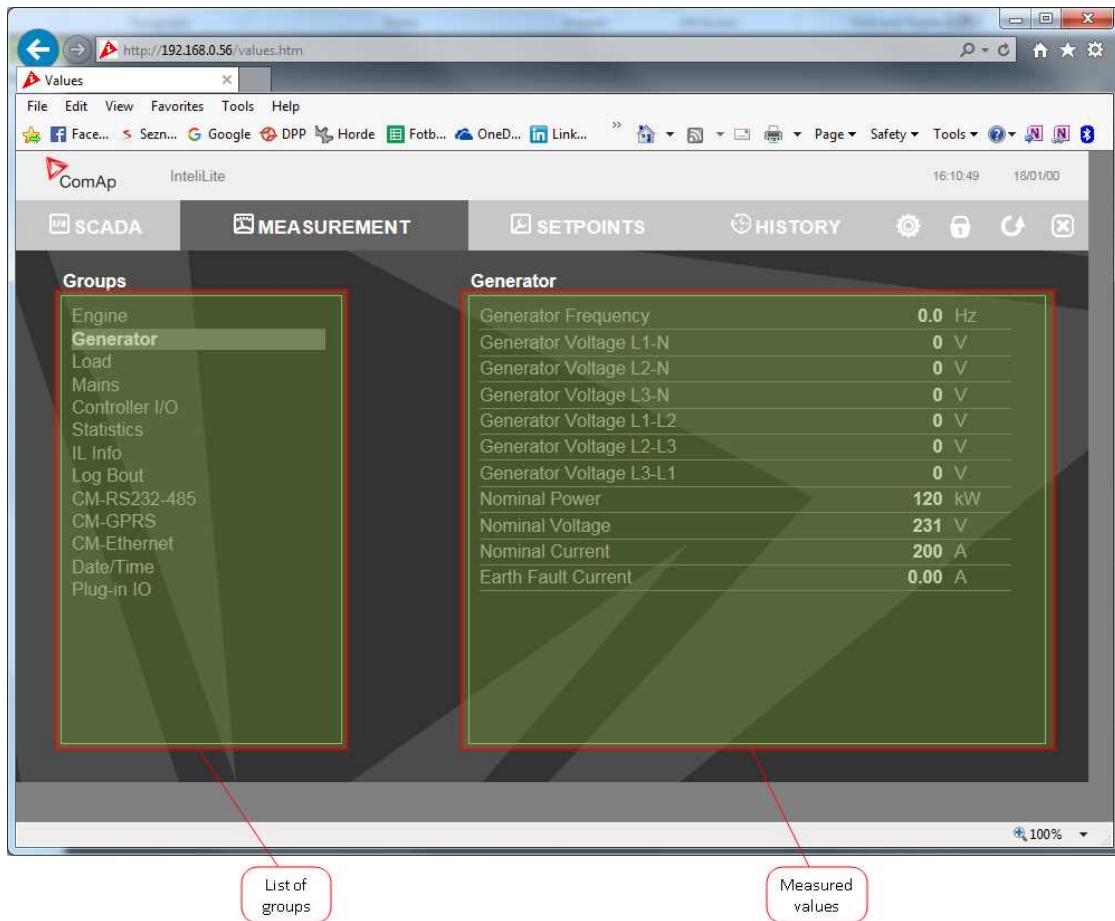 http://192.168.0.56/values.htm
Values
File Edit View Favorites Tools Help
Face... Sezn... Google DPP Horde Fotb... OneD... Link... Page Safety Tools
ComAp InteliLite 16:10:49 18/01/00
SCADA MEASUREMENT SETPOINTS HISTORY
Groups
Engine
Generator
Load
Mains
Controller I/O
Statistics
IL Info
Log Bout
CM-RS232-485
CM-GPRS
CM-Ethernet
Date/Time
Plug-in IO
Generator
Generator Frequency 0.0 Hz
Generator Voltage L1-N 0 V
Generator Voltage L2-N 0 V
Generator Voltage L3-N 0 V
Generator Voltage L1-L2 0 V
Generator Voltage L2-L3 0 V
Generator Voltage L3-L1 0 V
Nominal Power 120 kW
Nominal Voltage 231 V
Nominal Current 200 A
Earth Fault Current 0.00 A
100%
List of
groups
Measured
values